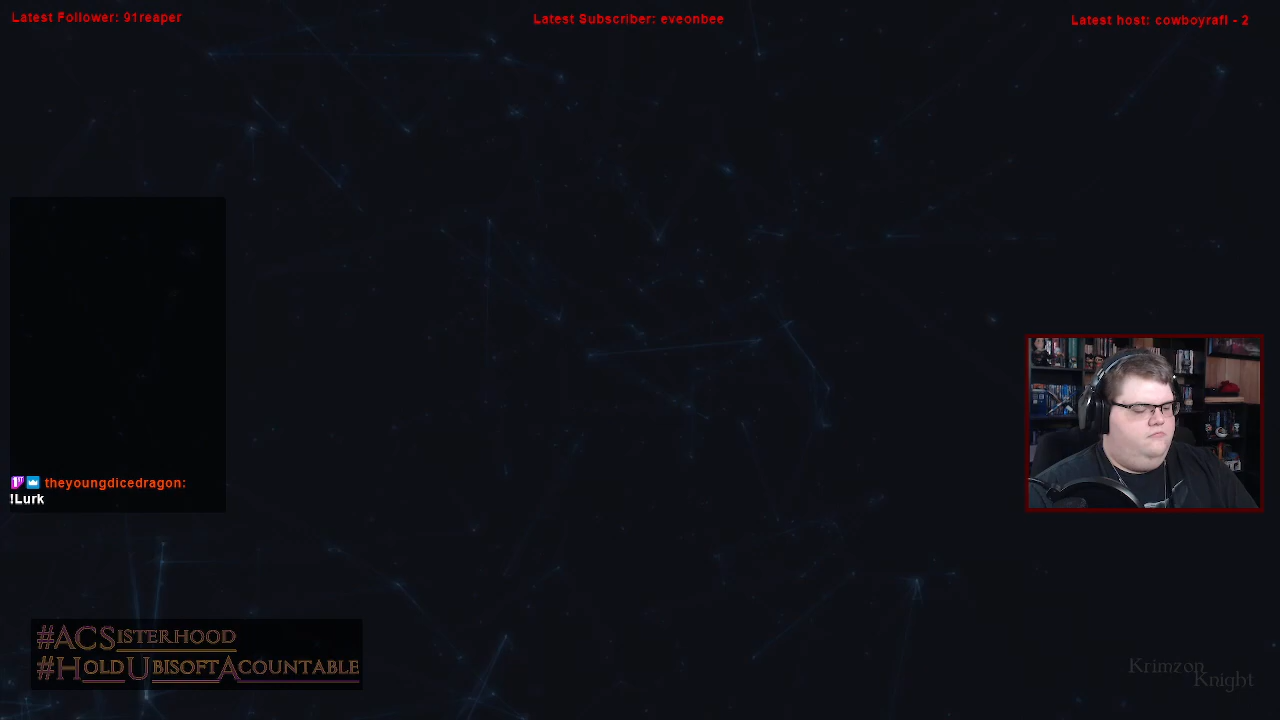 Latest Follower: 91reaper
Latest Subscriber: eveonbee
Latest host: cowboyrafl - 2
theyoungdicedragon:
!Lurk
#ACSisterhood
#HoldUbisoftAcountable
Krimzon
Knight